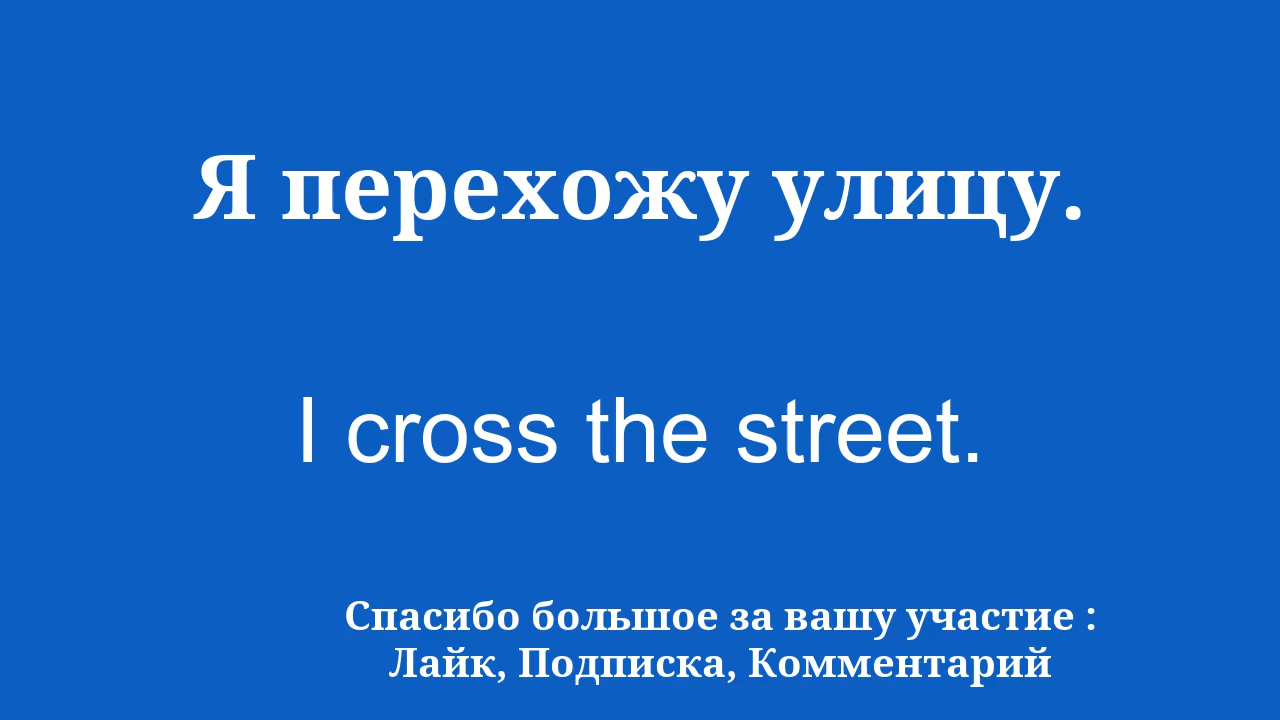 Я перехожу улицу.
I cross the street.
Спасибо большое за вашу участие :
Лайк, Подписка, Комментарий